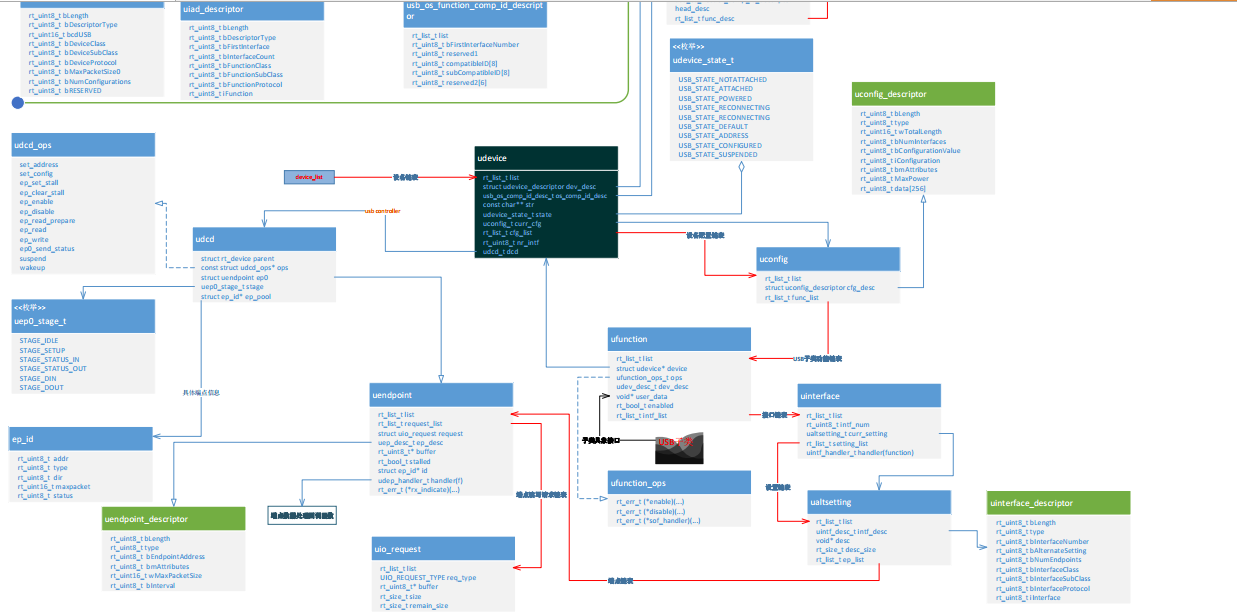 rt_uint8_t bLength
rt_uint8_t bDescriptorType
rt_uint16_t bcdUSB
rt_uint8_t bDeviceClass
rt_uint8_t bDeviceSubClass
rt_uint8_t bDeviceProtocol
rt_uint8_t bMaxPacketSize0
rt_uint8_t bNumConfigurations
rt_uint8_t bRESERVED
uiad_descriptor
rt_uint8_t bLength
rt_uint8_t bDescriptorType
rt_uint8_t bFirstInterface
rt_uint8_t bInterfaceCount
rt_uint8_t bFunctionClass
rt_uint8_t bFunctionSubClass
rt_uint8_t bFunctionProtocol
rt_uint8_t iFunction
usb_os_function_comp_id_descript
or
rt_list_t list
rt_uint8_t bFirstInterfaceNumber
rt_uint8_t reserved1
rt_uint8_t compatibleID[8]
rt_uint8_t subCompatibleID[8]
rt_uint8_t reserved2[6]
head_desc
rt_list_t func_desc
<<枚举>>
udevice_state_t
USB_STATE_NOTATTACHED
USB_STATE_ATTACHED
USB_STATE_POWERED
USB_STATE_RECONNECTING
USB_STATE_RECONNECTING
USB_STATE_DEFAULT
USB_STATE_ADDRESS
USB_STATE_CONFIGURED
USB_STATE_SUSPENDED
uconfig_descriptor
rt_uint8_t bLength
rt_uint8_t type
rt_uint16_t wTotalLength
rt_uint8_t bNumInterfaces
rt_uint8_t bConfigurationValue
rt_uint8_t iConfiguration
rt_uint8_t bmAttributes
rt_uint8_t MaxPower
rt_uint8_t data[256]
udcd_ops
set_address
set_config
ep_set_stall
ep_clear_stall
ep_enable
ep_disable
ep_read_prepare
ep_read
ep_write
ep0_send_status
suspend
wakeup
device_list
设备链表
udevice
rt_list_t list
struct udevice_descriptor dev_desc
usb_os_comp_id_desc_t os_comp_id_desc
const char** str
udevice_state_t state
uconfig_t curr_cfg
rt_list_t cfg_list
rt_uint8_t nr_intf
udcd_t dcd
usb controller
设备配置链表
udcd
struct rt_device parent
const struct udcd_ops* ops
struct uendpoint ep0
uep0_stage_t stage
struct ep_id* ep_pool
uconfig
rt_list_t list
struct uconfig_descriptor cfg_desc
rt_list_t func_list
<<枚举>>
uep0_stage_t
STAGE_IDLE
STAGE_SETUP
STAGE_STATUS_IN
STAGE_STATUS_OUT
STAGE_DIN
STAGE_DOUT
具体端点信息
ufunction
rt_list_t list
struct udevice* device
ufunction_ops_t ops
udev_desc_t dev_desc
void* user_data
rt_bool_t enabled
rt_list_t intf_list
USB子类功能链表
接口链表
uinterface
rt_list_t list
rt_uint8_t intf_num
ualtsetting_t curr_setting
rt_list_t setting_list
uintf_handler_t handler(function)
uendpoint
rt_list_t list
rt_list_t request_list
struct uio_request request
uep_desc_t ep_desc
rt_uint8_t* buffer
rt_bool_t stalled
struct ep_id* id
udep_handler_t handler(f)
rt_err_t (*rx_indicate)(...)
ep_id
rt_uint8_t addr
rt_uint8_t type
rt_uint8_t dir
rt_uint16_t maxpacket
rt_uint8_t status
子类具体接口
USB子类
ufunction_ops
rt_err_t (*enable)(...)
rt_err_t (*disable)(...)
rt_err_t (*sof_handler)(...)
设置链表
ualtsetting
rt_list_t list
uintf_desc_t intf_desc
void* desc
rt_size_t desc_size
rt_list_t ep_list
uinterface_descriptor
rt_uint8_t bLength
rt_uint8_t type
rt_uint8_t bInterfaceNumber
rt_uint8_t bAlternateSetting
rt_uint8_t bNumEndpoints
rt_uint8_t bInterfaceClass
rt_uint8_t bInterfaceSubClass
rt_uint8_t bInterfaceProtocol
rt_uint8_t iInterface
uendpoint_descriptor
rt_uint8_t bLength
rt_uint8_t type
rt_uint8_t bEndpointAddress
rt_uint8_t bmAttributes
rt_uint16_t wMaxPacketSize
rt_uint8_t bInterval
端点数据处理回调函数
端点读写请求链表
uio_request
rt_list_t list
UIO_REQUEST_TYPE req_type
rt_uint8_t* buffer
rt_size_t size
rt_size_t remain_size
端点链表